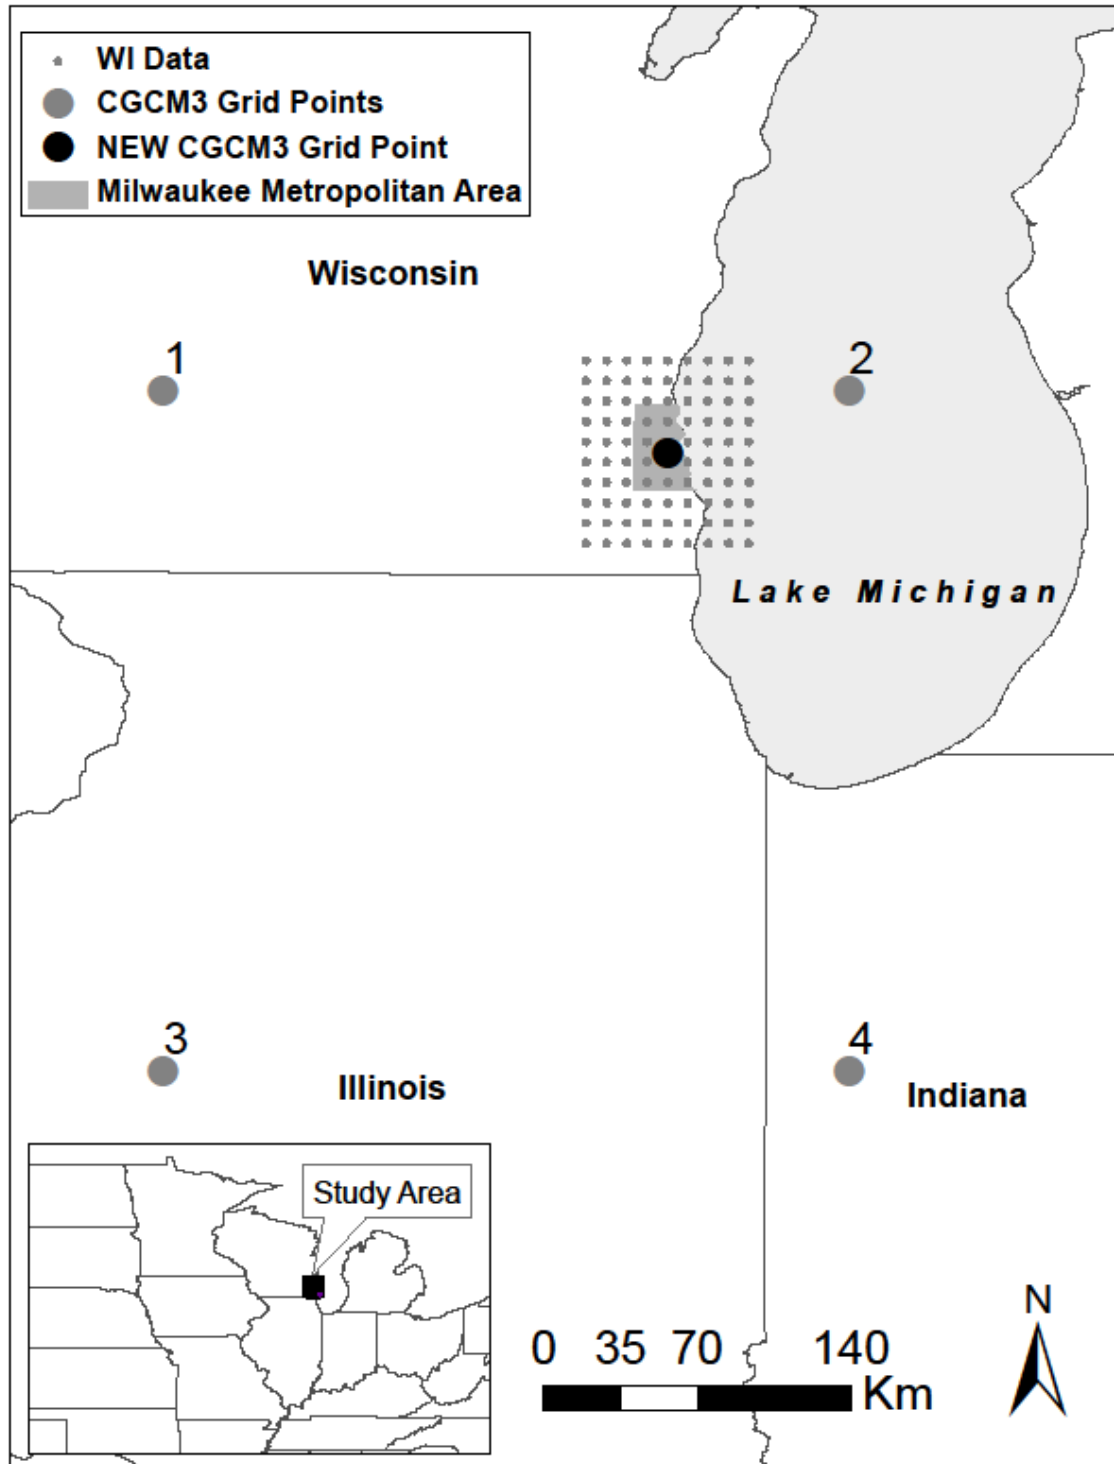 WI Data
CGCM3 Grid Points
NEW CGCM3 Grid Point
Milwaukee Metropolitan Area
Wisconsin
1
2
Lake Michigan
3
4
Illinois
Indiana
Study Area
N
0 35 70 140
Km